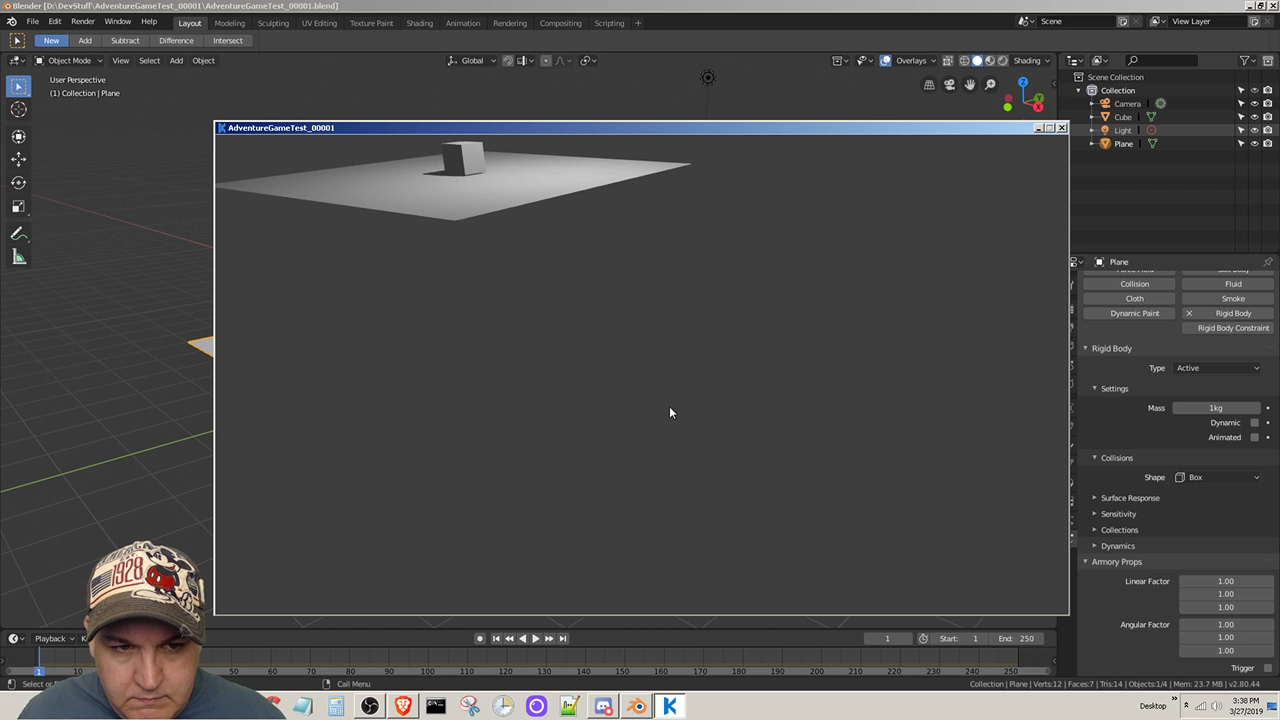 Blender [D:\DevStuff\AdventureGameTest_00001\AdventureGameTest_00001.blend]
File Edit Render Window Help Layout Modeling Sculpting UV Editing Texture Paint Shading Animation Rendering Compositing Scripting Scene View Layer
New Add Subtract Difference Intersect
Object Mode View Select Add Object Global Overlays Shading
User Perspective
(1) Collection | Plane
Scene Collection
Collection
Camera
Cube
Light
Plane
Z
AdventureGameTest_00001
Plane
Collision Fluid
Cloth Smoke
Dynamic Paint Rigid Body
Rigid Body Constraint
Rigid Body
Type Active
Settings
Mass 1kg
Dynamic
Animated
Collisions
Shape Box
Surface Response
Sensitivity
Collections
Dynamics
Armory Props
Linear Factor 1.00
1.00
1.00
Angular Factor 1.00
1.00
1.00
Trigger
1928
Playback 1 Start: 1 End: 250
1 10 50 60 70 80 90 100 110 120 130 140 150 160 170 180 190 200 210 220 230 240 250
Select or Call Menu Collection | Plane | Verts:12 | Faces:7 | Tris:14 | Objects:1/4 | Mem: 23.7 MB | v2.80.44
Desktop 3:38 PM
3/27/2019